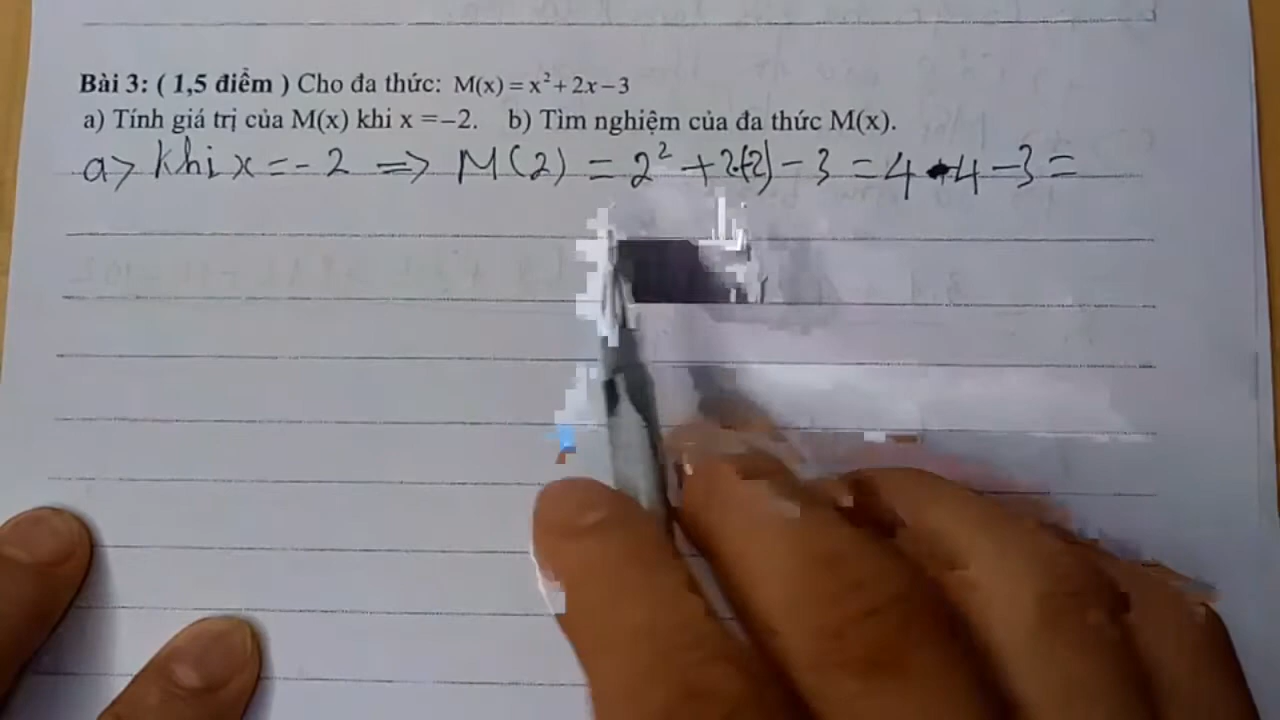 Bài 3: ( 1,5 điểm ) Cho đa thức: M(x) = x² + 2x − 3
a) Tính giá trị của M(x) khi x = −2. b) Tìm nghiệm của đa thức M(x).
a> khi x = - 2 => M(2) = 2² + 2.(-2) - 3 = 4 - 4 - 3 =